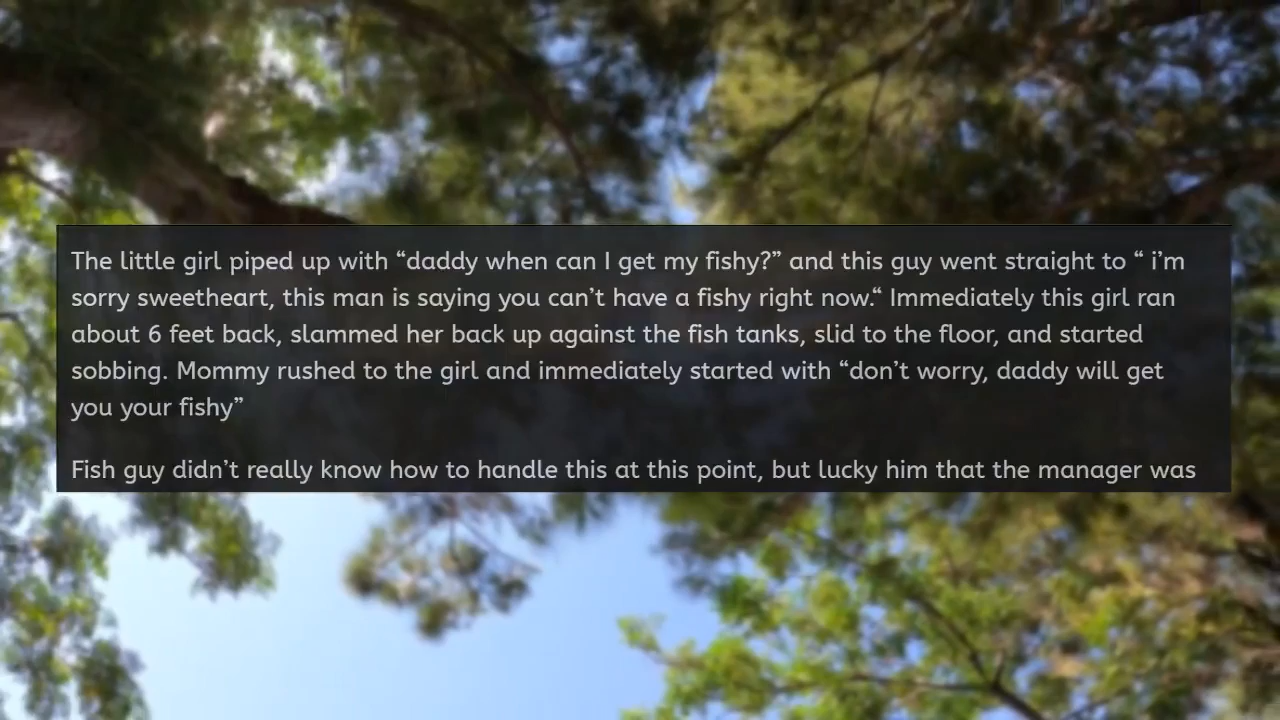 The little girl piped up with “daddy when can I get my fishy?” and this guy went straight to “ i’m
sorry sweetheart, this man is saying you can’t have a fishy right now.“ Immediately this girl ran
about 6 feet back, slammed her back up against the fish tanks, slid to the floor, and started
sobbing. Mommy rushed to the girl and immediately started with “don’t worry, daddy will get
you your fishy”
Fish guy didn’t really know how to handle this at this point, but lucky him that the manager was